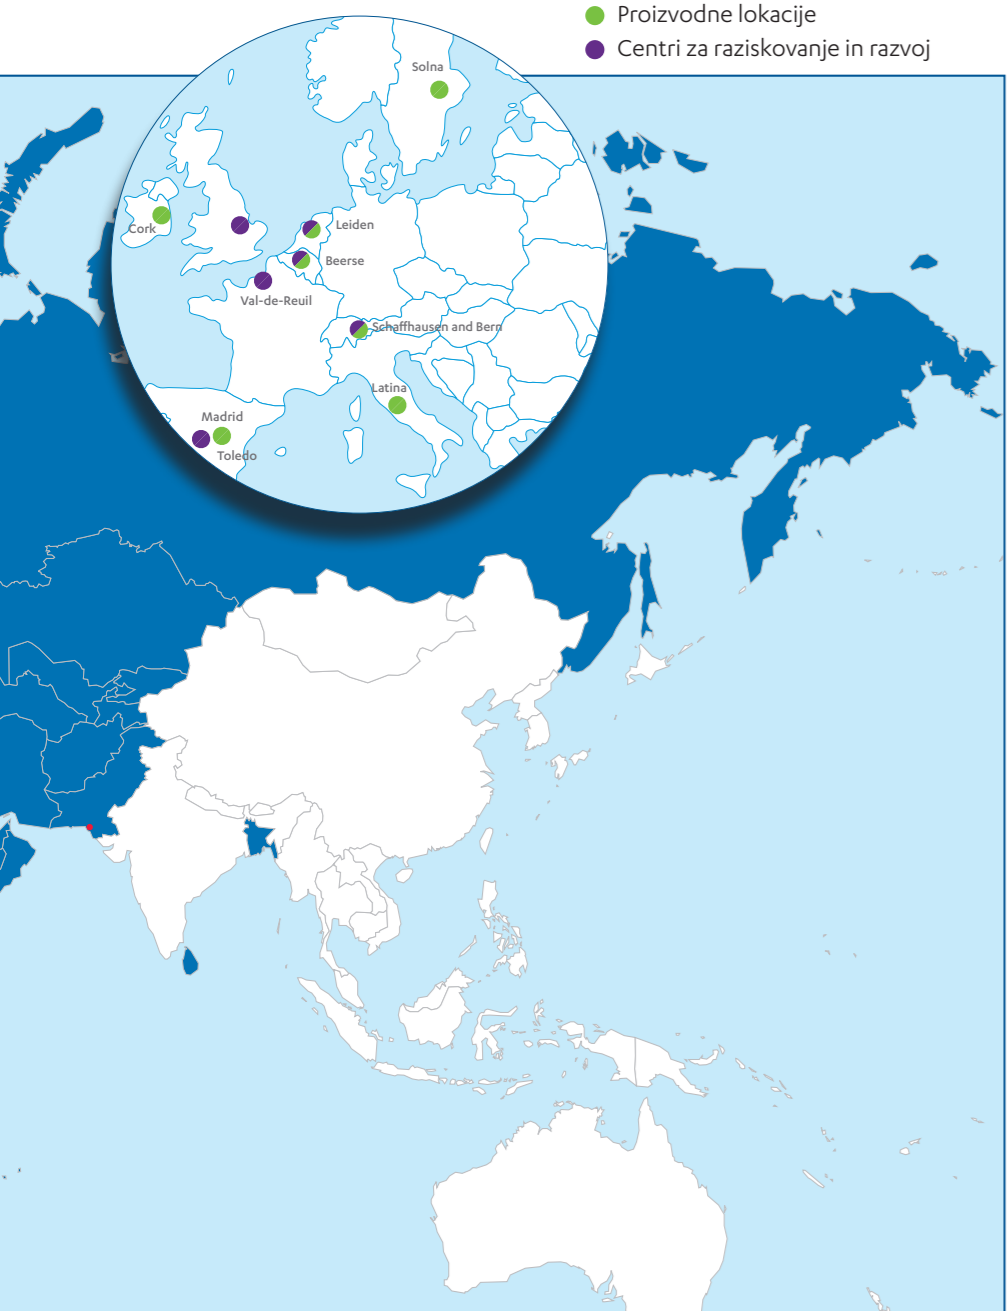 Proizvodne lokacije
Centri za raziskovanje in razvoj
Solna
Cork
Leiden
Beerse
Val-de-Reuil
Schaffhausen and Bern
Latina
Madrid
Toledo